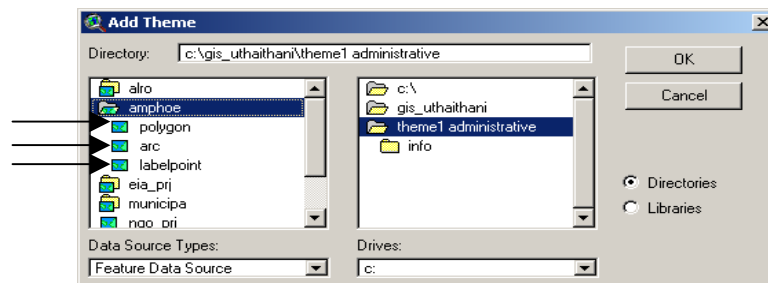 Add Theme
Directory: c:\gis_uthaithani\theme1 administrative
OK
Cancel
alro
amphoe
polygon
arc
labelpoint
eia_prj
municipa
ngo_prj
c:\
gis_uthaithani
theme1 administrative
info
Directories
Libraries
Data Source Types:
Feature Data Source
Drives:
c: